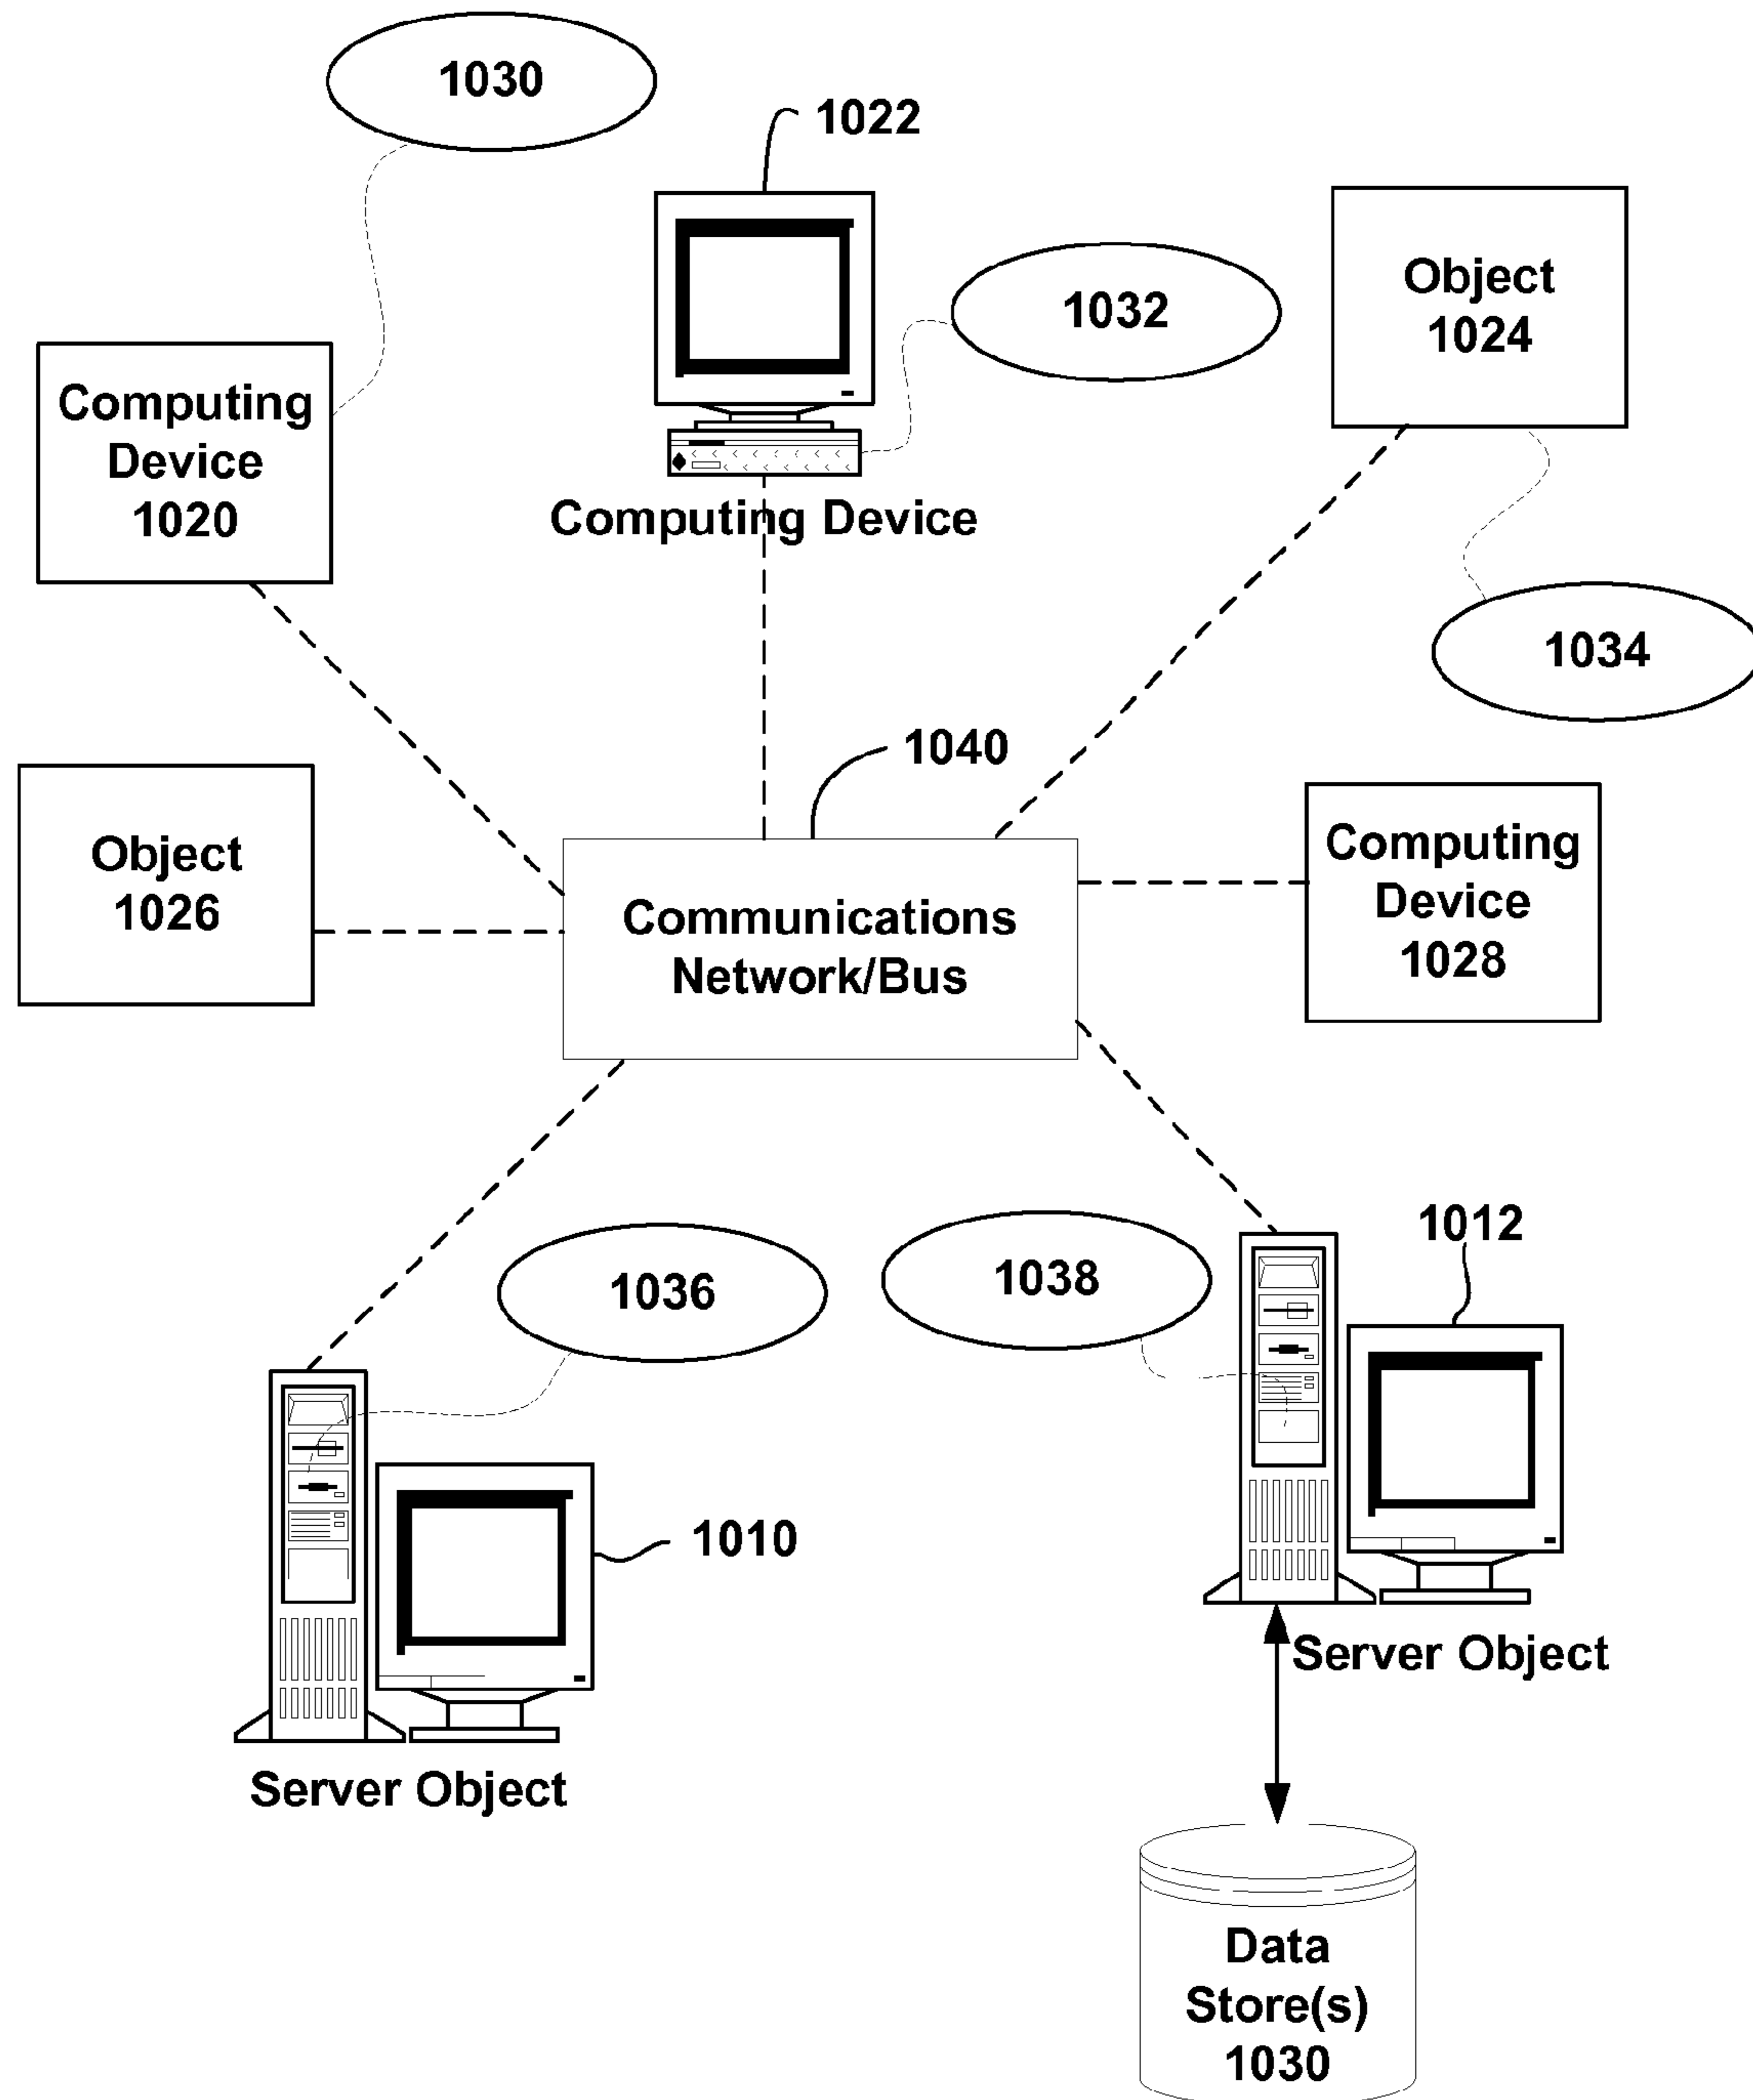 1030
1022
1032
Object
1024
Computing
Device
1020
Computing Device
1034
1040
Object
1026
Computing
Device
1028
Communications
Network/Bus
1012
1036
1038
1010
Server Object
Server Object
Data
Store(s)
1030